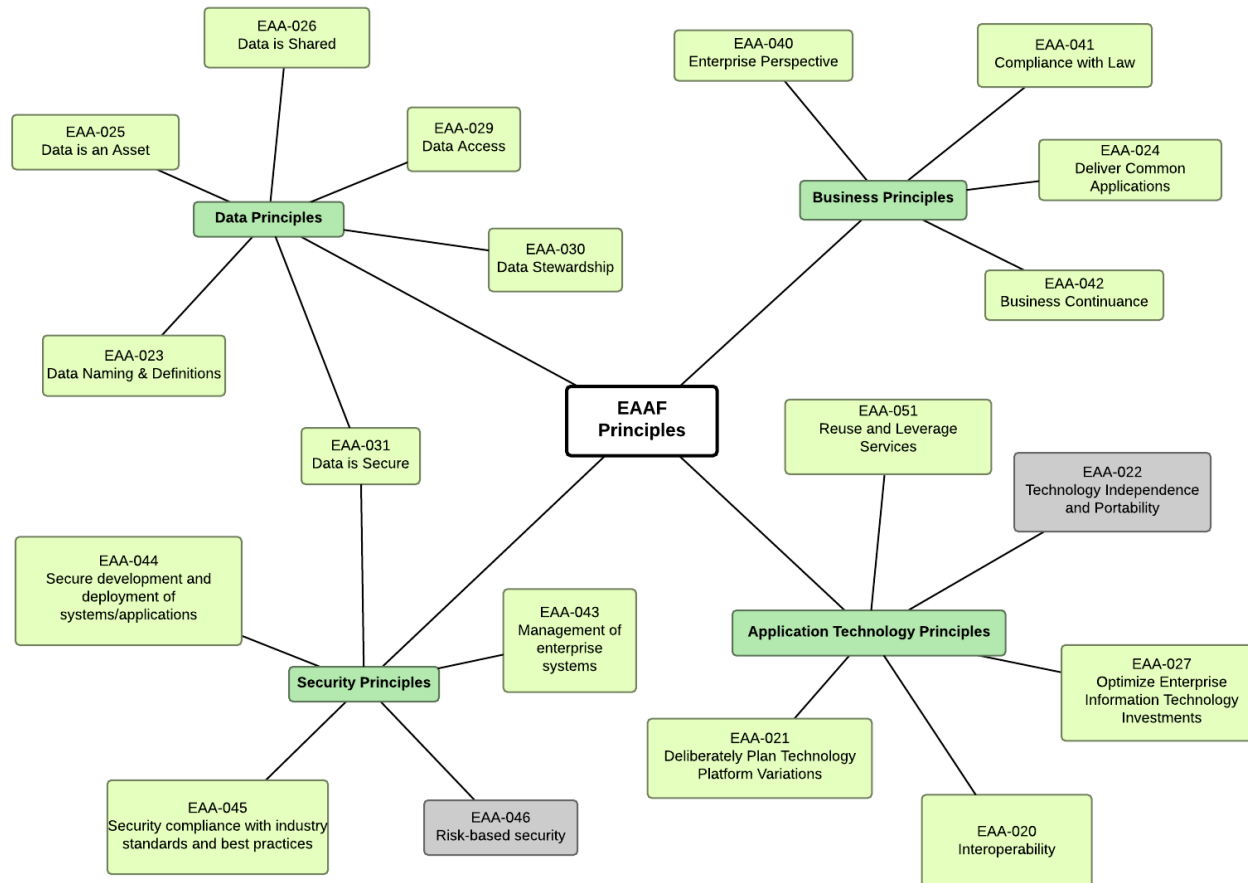 EAA-026
Data is Shared
EAA-025
Data is an Asset
EAA-029
Data Access
Data Principles
EAA-030
Data Stewardship
EAA-023
Data Naming & Definitions
EAA-031
Data is Secure
EAA-040
Enterprise Perspective
EAA-041
Compliance with Law
EAA-024
Deliver Common
Applications
Business Principles
EAA-042
Business Continuance
EAAF
Principles
EAA-044
Secure development and
deployment of
systems/applications
EAA-043
Management of
enterprise
systems
Security Principles
EAA-045
Security compliance with industry
standards and best practices
EAA-046
Risk-based security
EAA-051
Reuse and Leverage
Services
EAA-022
Technology Independence
and Portability
Application Technology Principles
EAA-027
Optimize Enterprise
Information Technology
Investments
EAA-021
Deliberately Plan Technology
Platform Variations
EAA-020
Interoperability